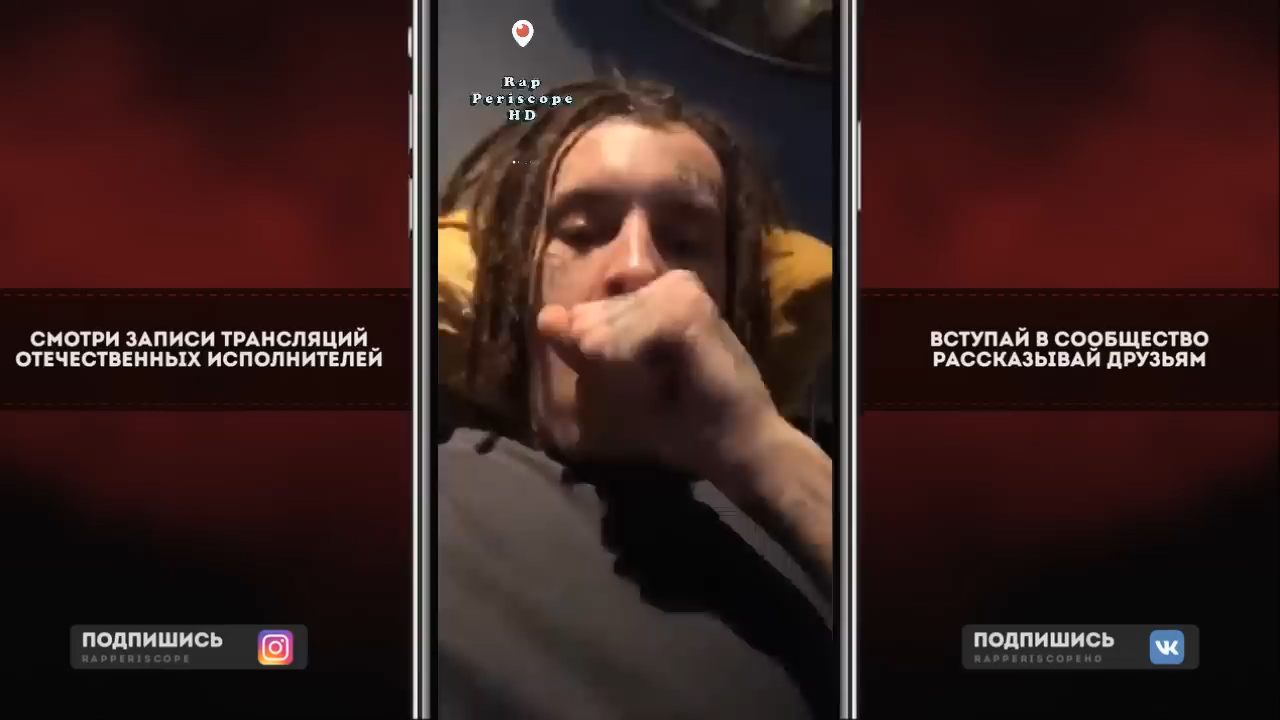 Rap
Periscope
HD
СМОТРИ ЗАПИСИ ТРАНСЛЯЦИЙ
ОТЕЧЕСТВЕННЫХ ИСПОЛНИТЕЛЕЙ
ВСТУПАЙ В СООБЩЕСТВО
РАССКАЗЫВАЙ ДРУЗЬЯМ
ПОДПИШИСЬ
RAPPERISCOPE
ПОДПИШИСЬ
RAPPERISCOPEHD